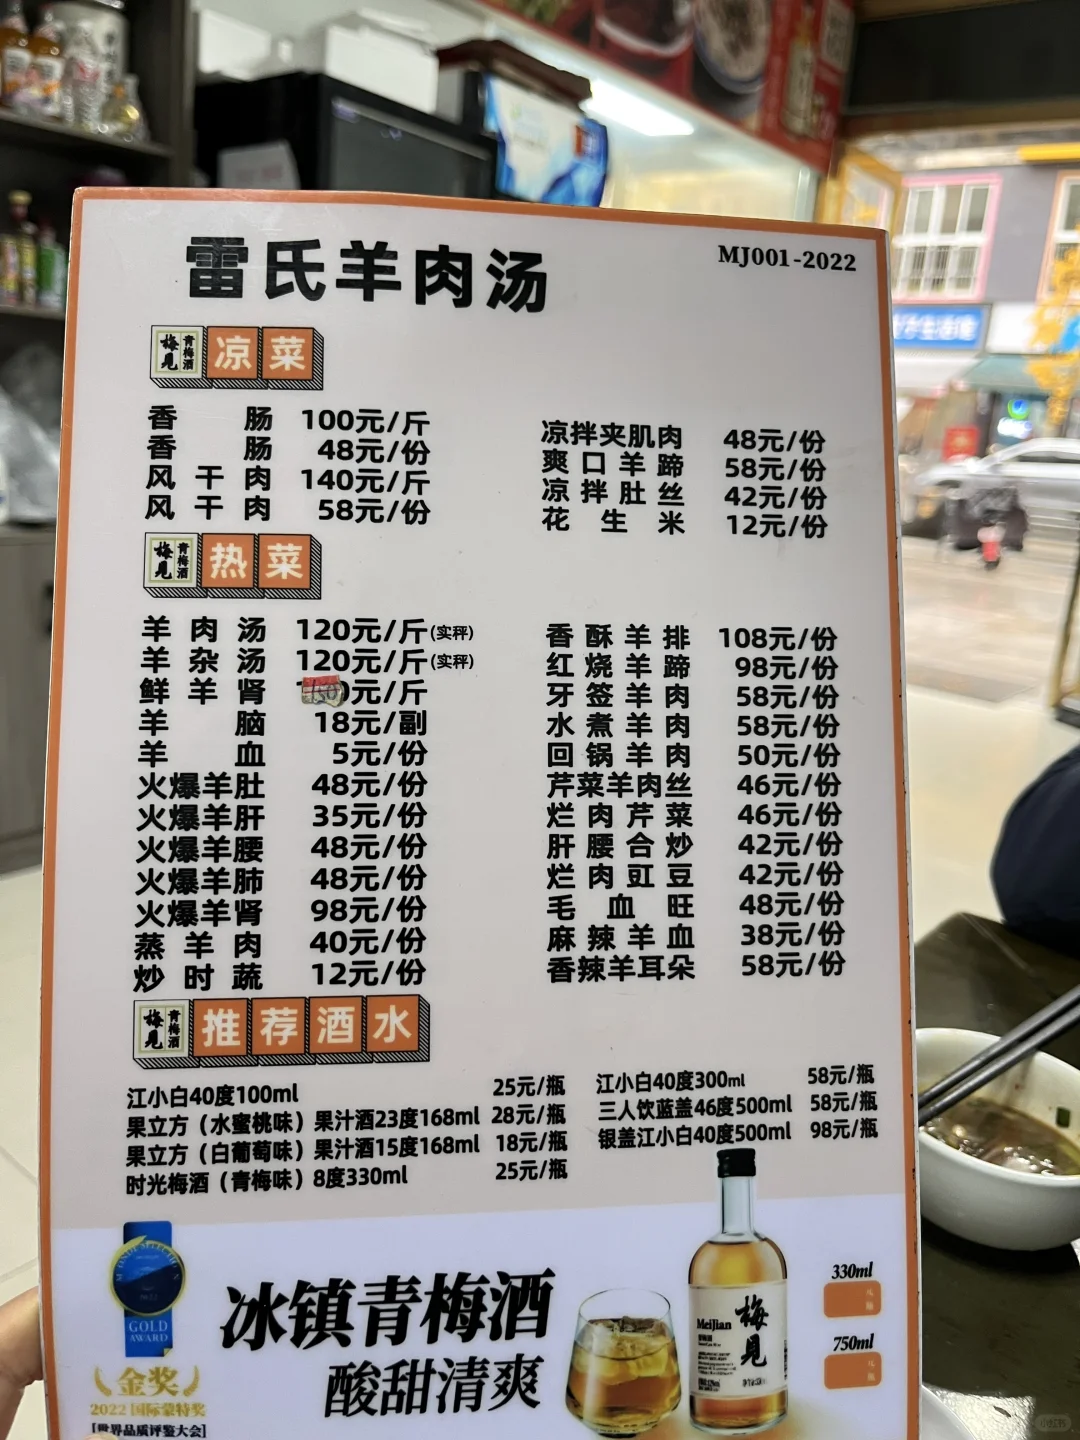 雷氏羊肉汤
MJ001-2022
梅见 青梅酒 凉菜
香肠 100元/斤
香肠 48元/份
风干肉 140元/斤
风干肉 58元/份
凉拌夹肌肉 48元/份
爽口羊蹄 58元/份
凉拌肚丝 42元/份
花生米 12元/份
梅见 青梅酒 热菜
羊肉汤 120元/斤(实秤)
羊杂汤 120元/斤(实秤)
鲜羊肾 元/斤
羊脑 18元/副
羊血 5元/份
火爆羊肚 48元/份
火爆羊肝 35元/份
火爆羊腰 48元/份
火爆羊肺 48元/份
火爆羊肾 98元/份
蒸羊肉 40元/份
炒时蔬 12元/份
香酥羊排 108元/份
红烧羊蹄 98元/份
牙签羊肉 58元/份
水煮羊肉 58元/份
回锅羊肉 50元/份
芹菜羊肉丝 46元/份
烂肉芹菜 46元/份
肝腰合炒 42元/份
烂肉豇豆 42元/份
毛血旺 48元/份
麻辣羊血 38元/份
香辣羊耳朵 58元/份
梅见 青梅酒 推荐酒水
江小白40度100ml 25元/瓶
果立方（水蜜桃味）果汁酒23度168ml 28元/瓶
果立方（白葡萄味）果汁酒15度168ml 18元/瓶
时光梅酒（青梅味）8度330ml 25元/瓶
江小白40度300ml 58元/瓶
三人饮蓝盖46度500ml 58元/瓶
银盖江小白40度500ml 98元/瓶
GOLD
AWARD
金奖
2022 国际蒙特奖
[世界品质评鉴大会]
冰镇青梅酒
酸甜清爽
MeiJian
梅见
330ml
750ml
小红书